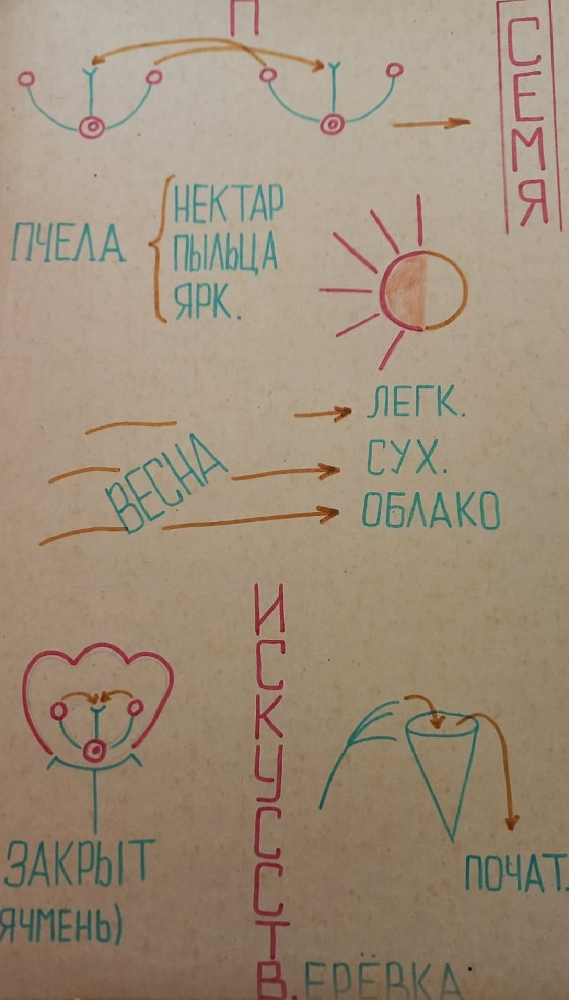 П
СЕМЯ
ПЧЕЛА
НЕКТАР
ПЫЛЬЦА
ЯРК.
ВЕСНА
ЛЕГК.
СУХ.
ОБЛАКО
ИСКУССТВ.
ЗАКРЫТ
ЯЧМЕНЬ)
ПОЧАТ.
ЕРЁВКА